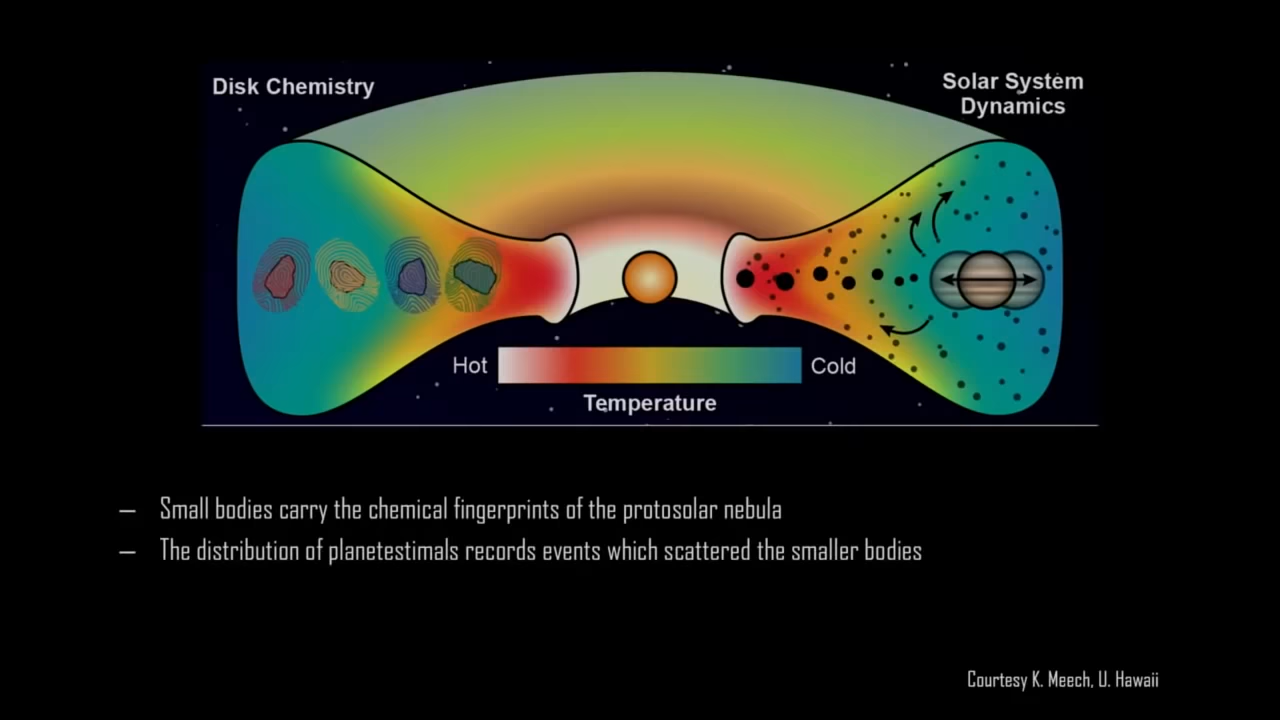 Disk Chemistry
Solar System
Dynamics
Hot
Cold
Temperature
– Small bodies carry the chemical fingerprints of the protosolar nebula
– The distribution of planetestimals records events which scattered the smaller bodies
Courtesy K. Meech, U. Hawaii